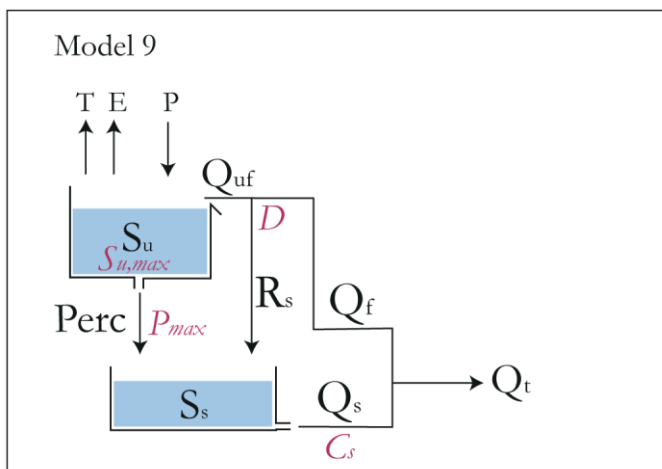 Model 9
T E P
Quf
D
Su
Su,max
Perc Pmax Rs Qf
Qt
Ss Qs
Cs